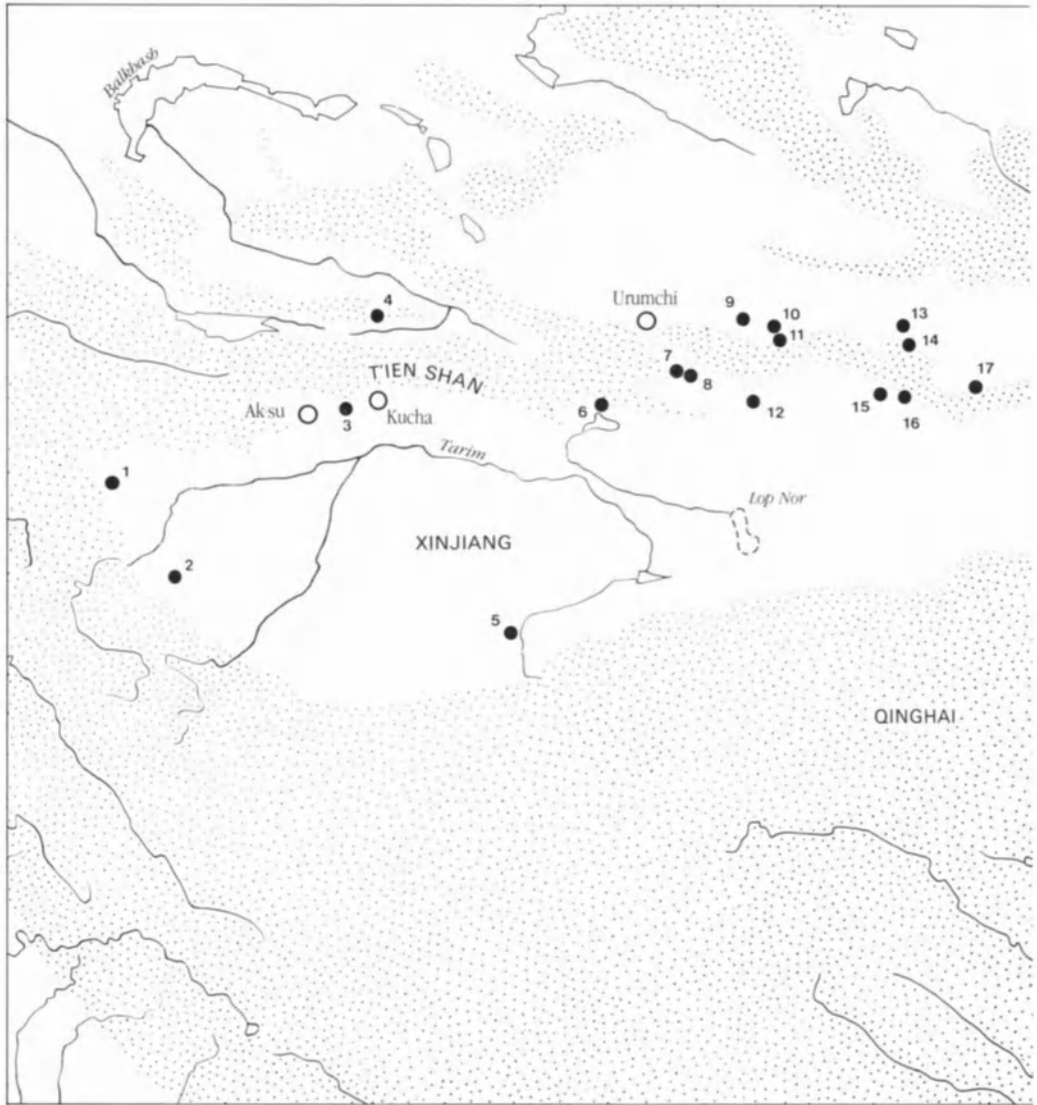 Balkhash
Urumchi
9
10
11
13
14
4
7
8
17
T'IEN SHAN
6
12
15
16
Ak-su
3
Kucha
Tarim
1
Lop Nor
XINJIANG
2
5
QINGHAI